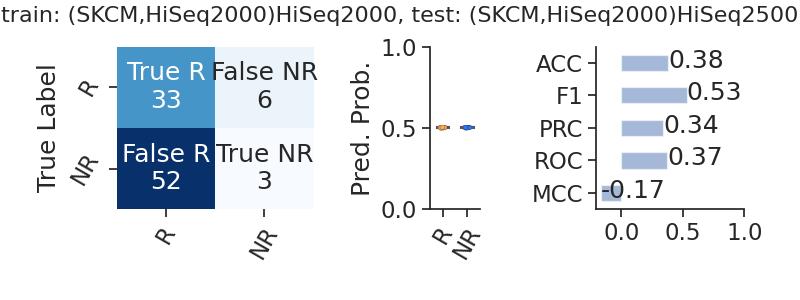 train: (SKCM,HiSeq2000)HiSeq2000, test: (SKCM,HiSeq2000)HiSeq2500
True Label
R
NR
True R
33
False NR
6
False R
52
True NR
3
R
NR
Pred. Prob.
1.0
0.5
0.0
R
NR
ACC
F1
PRC
ROC
MCC
0.38
0.53
0.34
0.37
-0.17
0.0
0.5
1.0